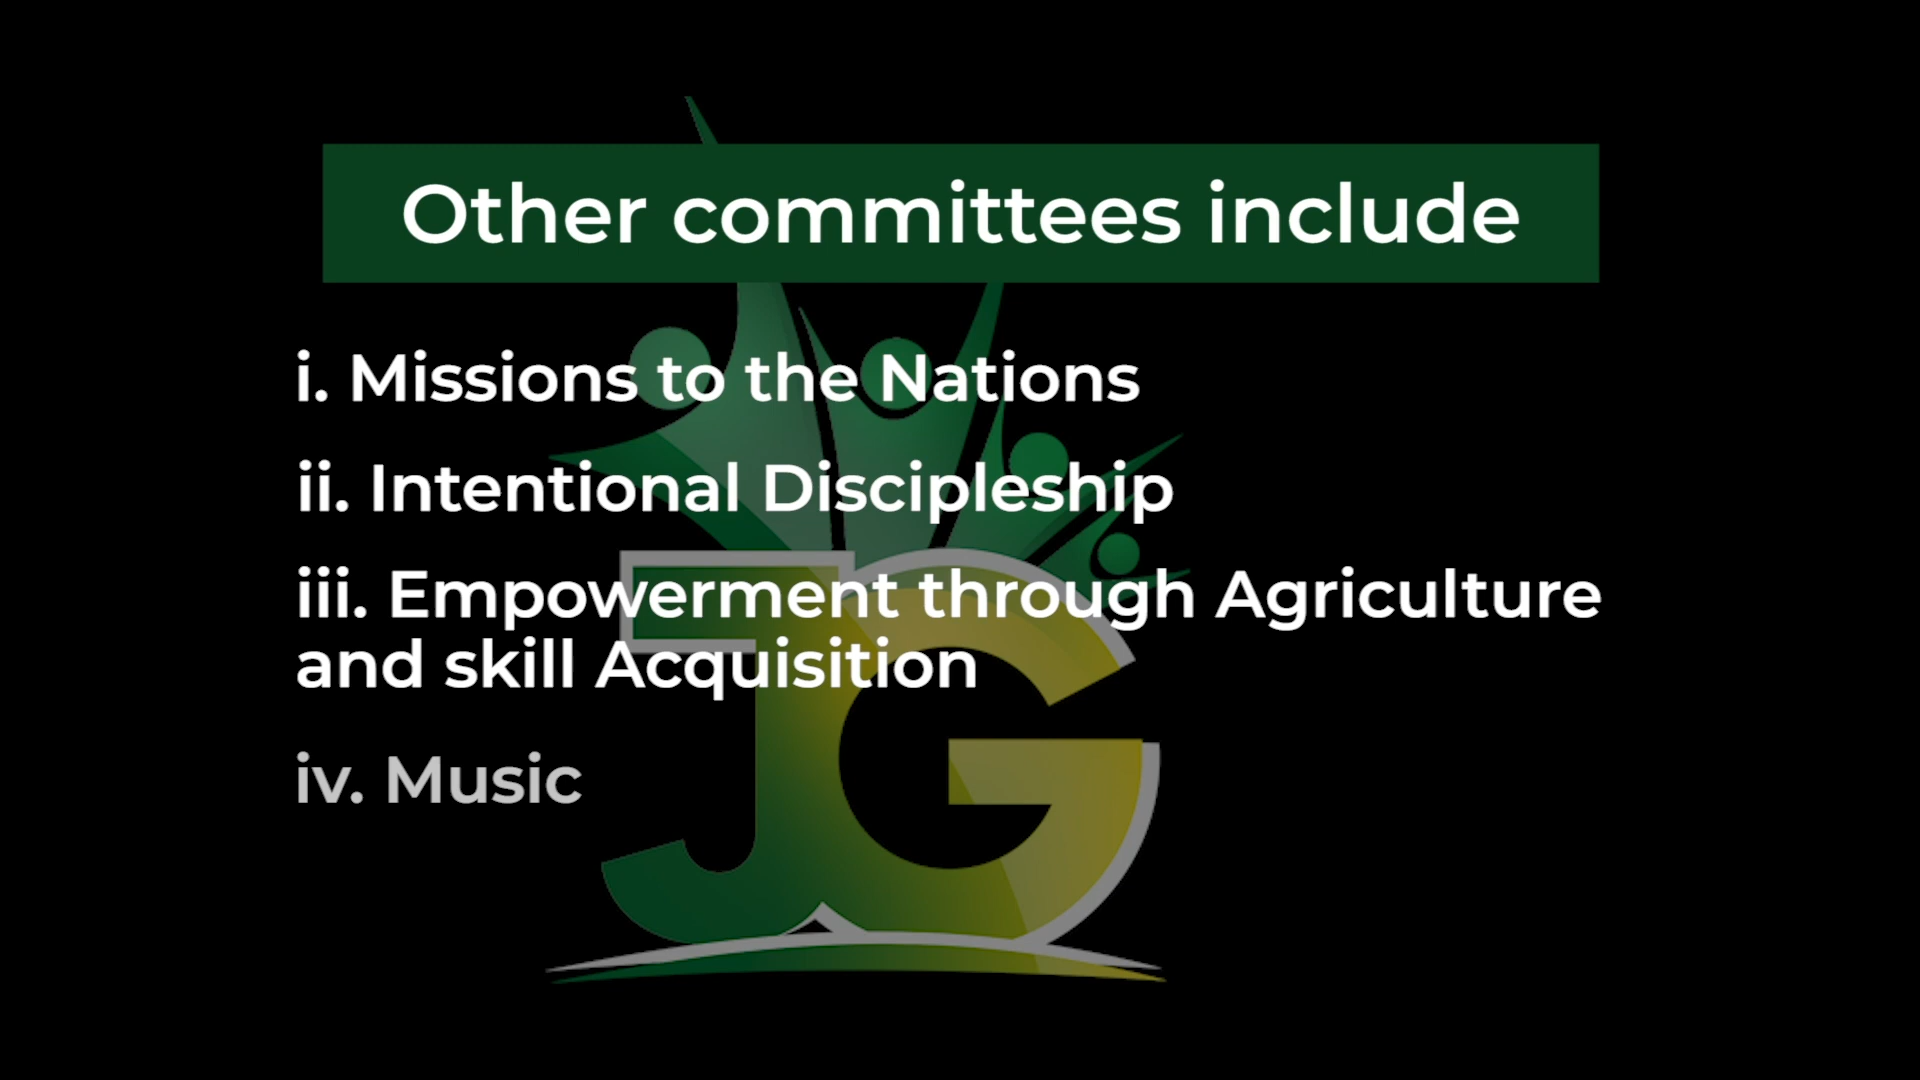 Other committees include
i. Missions to the Nations
ii. Intentional Discipleship
iii. Empowerment through Agriculture
and skill Acquisition
iv. Music
JG